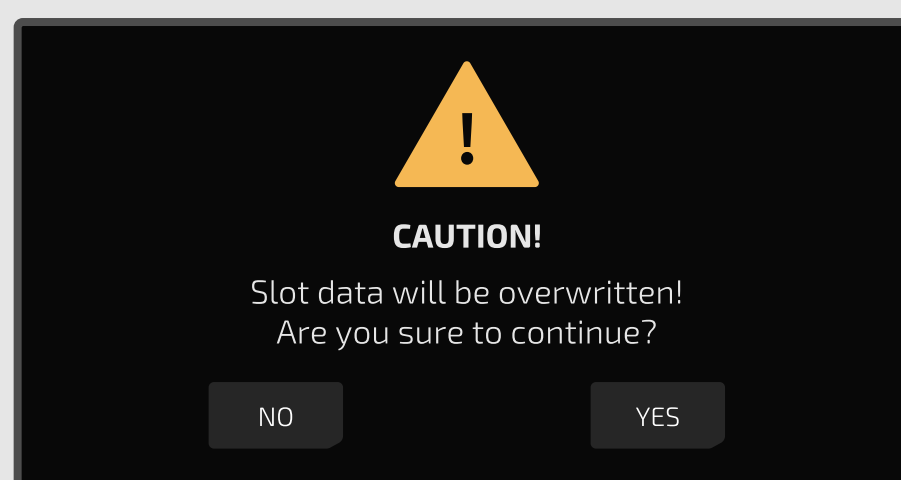 !
CAUTION!
Slot data will be overwritten!
Are you sure to continue?
NO YES